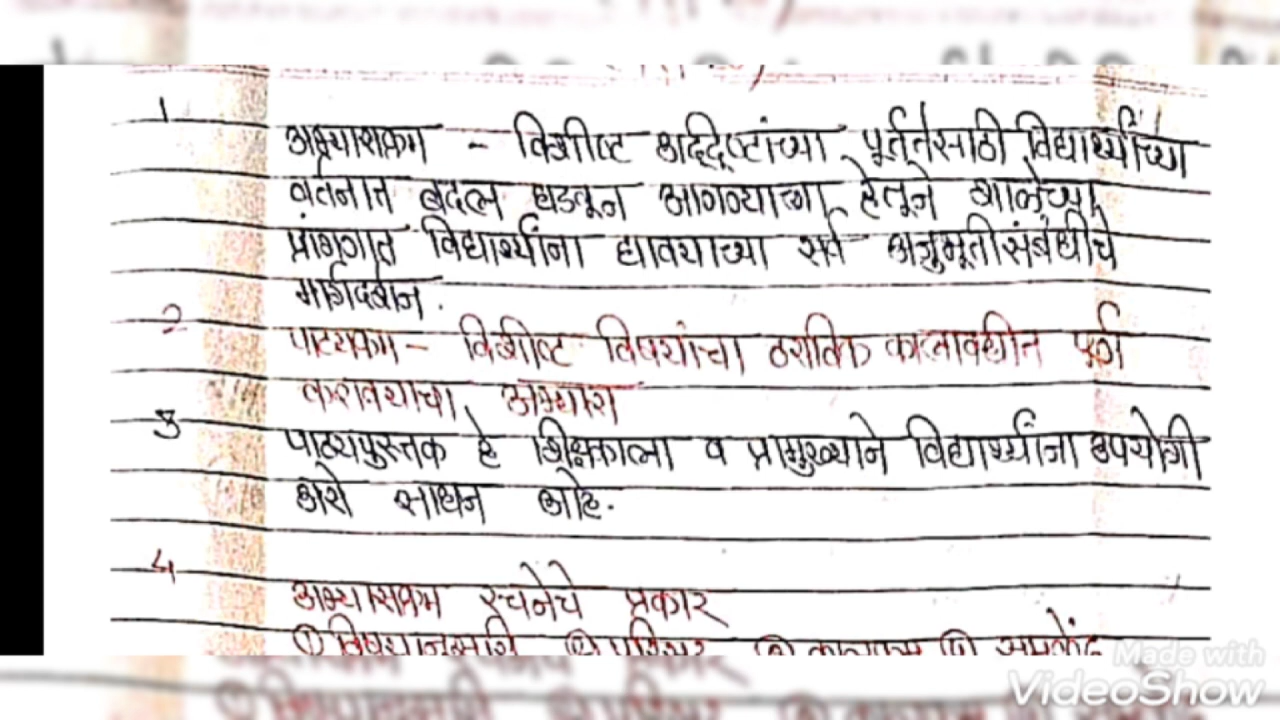 1
अभ्यासक्रम - विशीष्ट उद्दिष्टांच्या पूर्ततेसाठी विद्यार्थ्यांच्या
वर्तनात बदल घडवून आणण्याच्या हेतूने शाळेच्या
प्रांगणात विद्यार्थ्यांना द्यावयाच्या सर्व अनुभूतीसंबंधीचे
मार्गदर्शन.
2
पाठ्यक्रम - विशीष्ट विषयांचा ठराविक कालावधीत पूर्ण
करावयाचा अभ्यास
3
पाठ्यपुस्तक हे शिक्षकाला व प्रामुख्याने विद्यार्थ्यांना उपयोगी
असे साधन आहे.
4
अभ्यासक्रम रचनेचे प्रकार
Made with
VideoShow